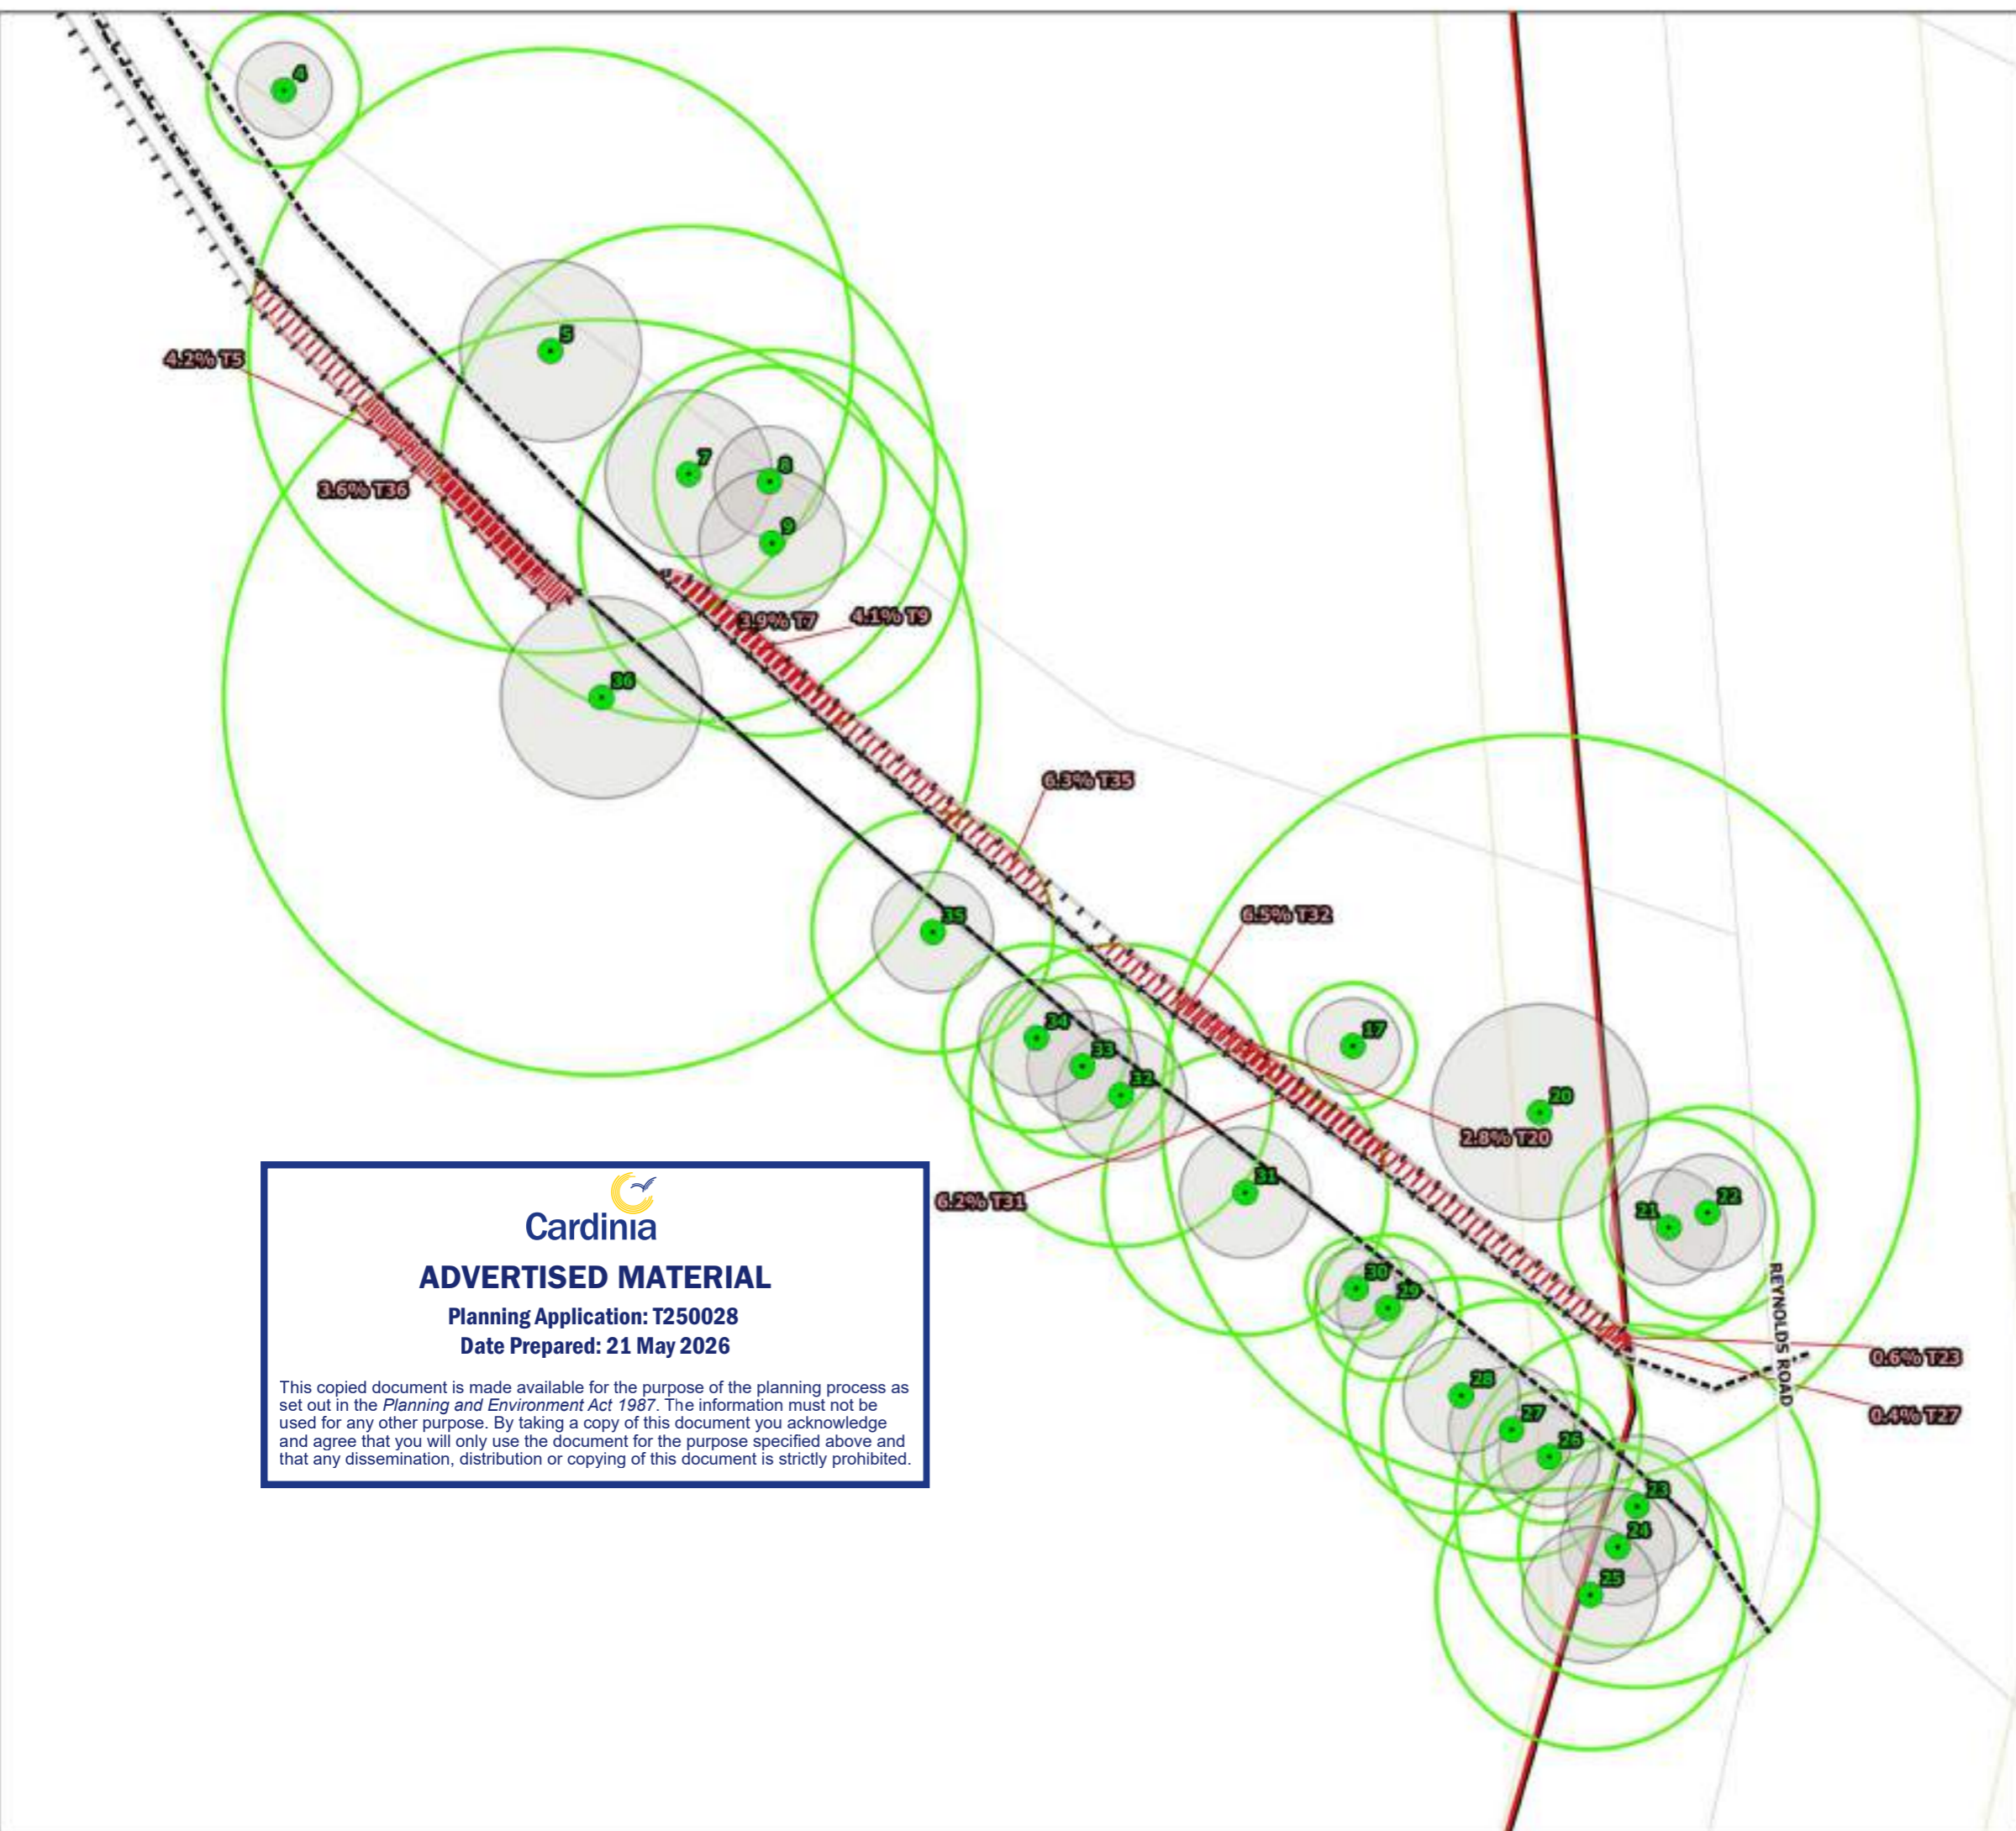 4
5
4.2% T5
7
8
3.6% T36
9
3.9% T7
4.1% T9
36
6.3% T35
35
6.5% T32
17
34
33
32
20
2.8% T20
31
6.2% T31
21
22
REYNOLDS ROAD
30
29
0.6% T23
28
0.4% T27
27
26
23
24
25
Cardinia
ADVERTISED MATERIAL
Planning Application: T250028
Date Prepared: 21 May 2026
This copied document is made available for the purpose of the planning process as
set out in the Planning and Environment Act 1987. The information must not be
used for any other purpose. By taking a copy of this document you acknowledge
and agree that you will only use the document for the purpose specified above and
that any dissemination, distribution or copying of this document is strictly prohibited.